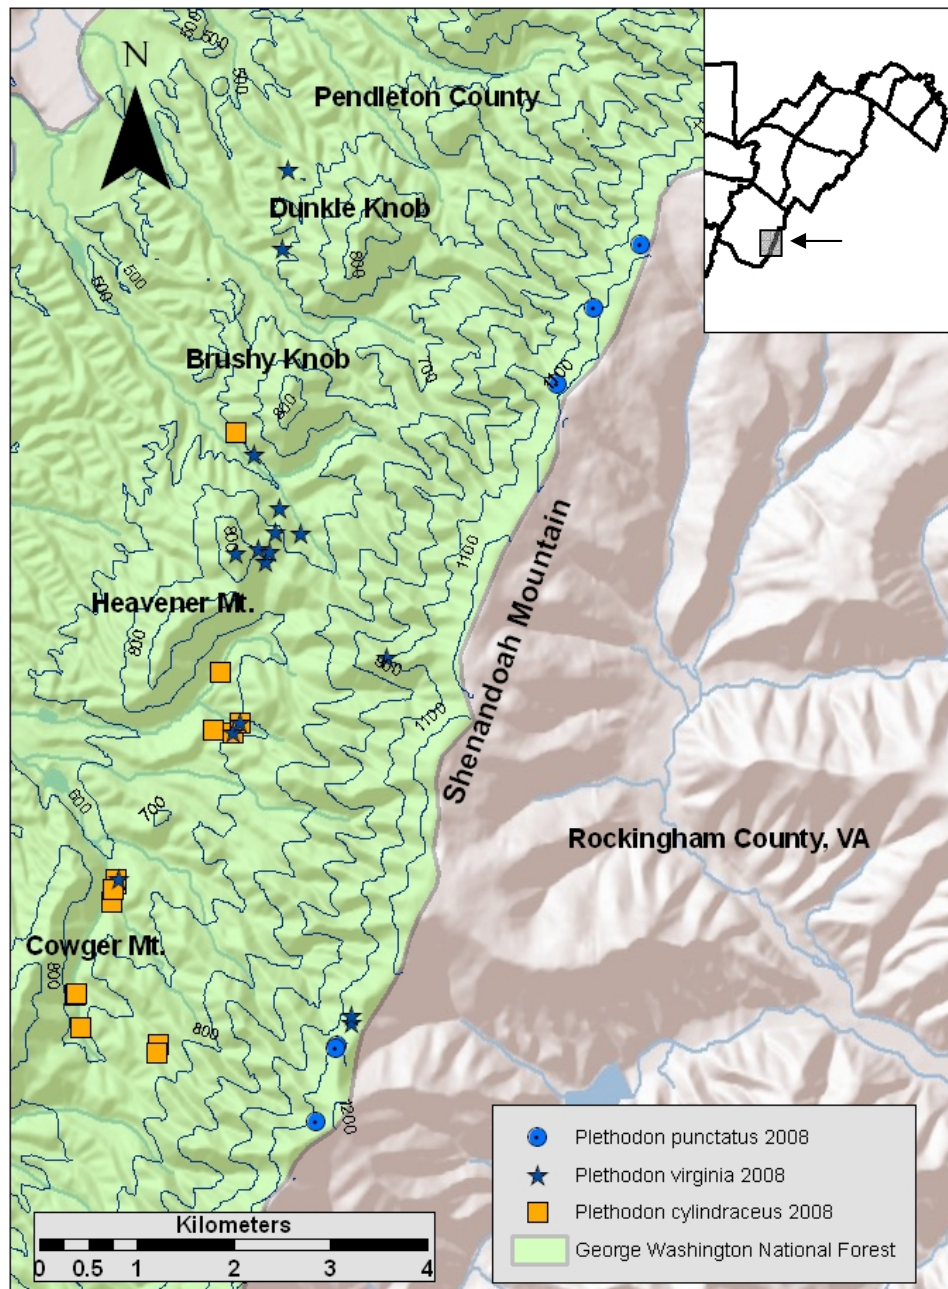 N
500
500
500
Pendleton County
Dunkle Knob
800
500
500
Brushy Knob
700
1100
800
800
1100
Shenandoah Mountain
Heavener Mt.
800
900
1100
600
700
Rockingham County, VA
Cowger Mt.
800
800
1200
Plethodon punctatus 2008
Plethodon virginia 2008
Plethodon cylindraceus 2008
George Washington National Forest
Kilometers
0 0.5 1 2 3 4